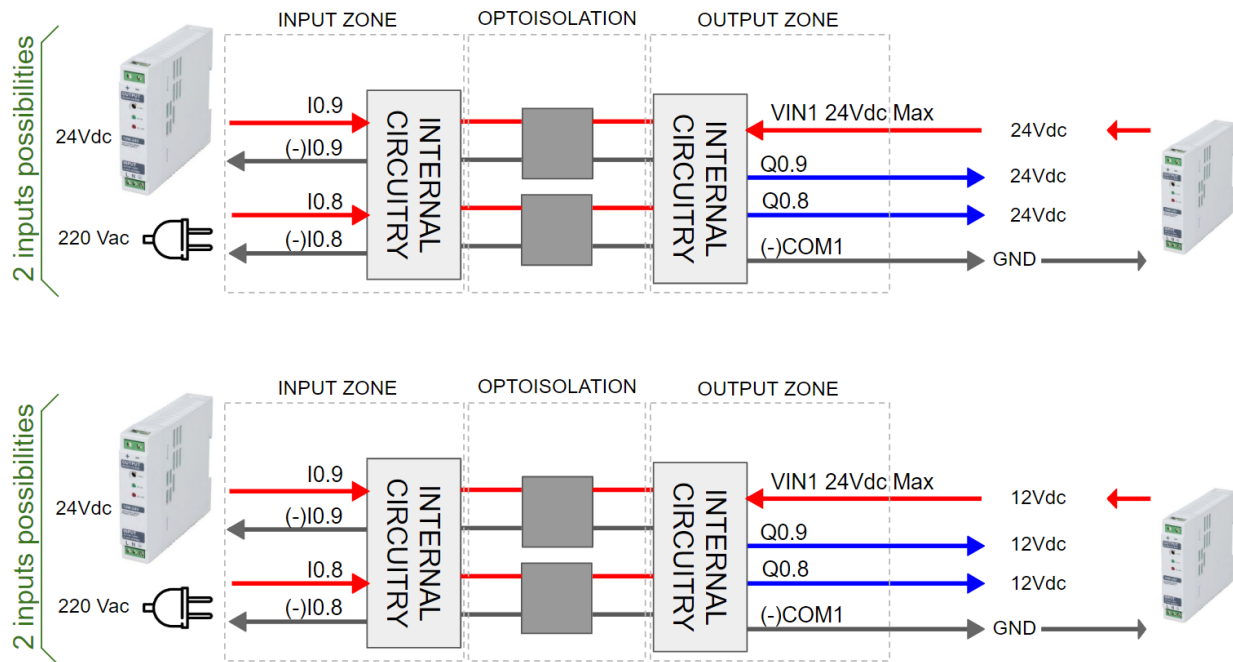 INPUT ZONE
OPTOISOLATION
OUTPUT ZONE
2 inputs possibilities
24Vdc
220 Vac
I0.9
(-)I0.9
I0.8
(-)I0.8
INTERNAL
CIRCUITRY
INTERNAL
CIRCUITRY
VIN1 24Vdc Max
Q0.9
Q0.8
(-)COM1
24Vdc
24Vdc
24Vdc
GND
INPUT ZONE
OPTOISOLATION
OUTPUT ZONE
2 inputs possibilities
24Vdc
220 Vac
I0.9
(-)I0.9
I0.8
(-)I0.8
INTERNAL
CIRCUITRY
INTERNAL
CIRCUITRY
VIN1 24Vdc Max
Q0.9
Q0.8
(-)COM1
12Vdc
12Vdc
12Vdc
GND